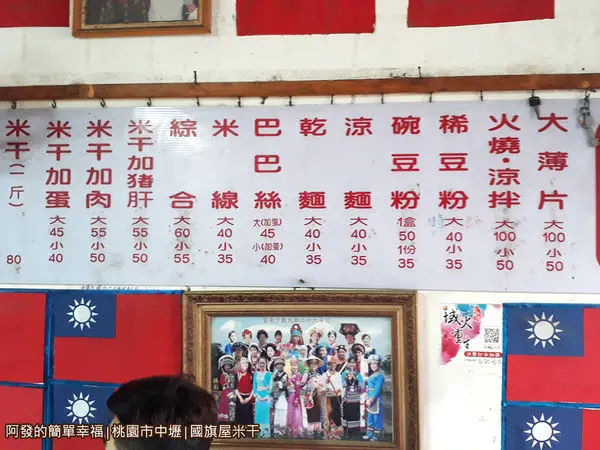 大薄片 大100 小50
火燒·涼拌 大100 小50
稀豆粉 大40 小35
碗豆粉 1盒50 1份35
涼麵 大40 小35
乾麵 大40 小35
巴巴絲 大(加蛋)45 小(加蛋)40
米線 大40 小35
綜合 大60 小55
米干加豬肝 大55 小50
米干加肉 大55 小50
米干加蛋 大45 小40
米干(一斤) 80
阿發的簡單幸福|桃園市中壢|國旗屋米干